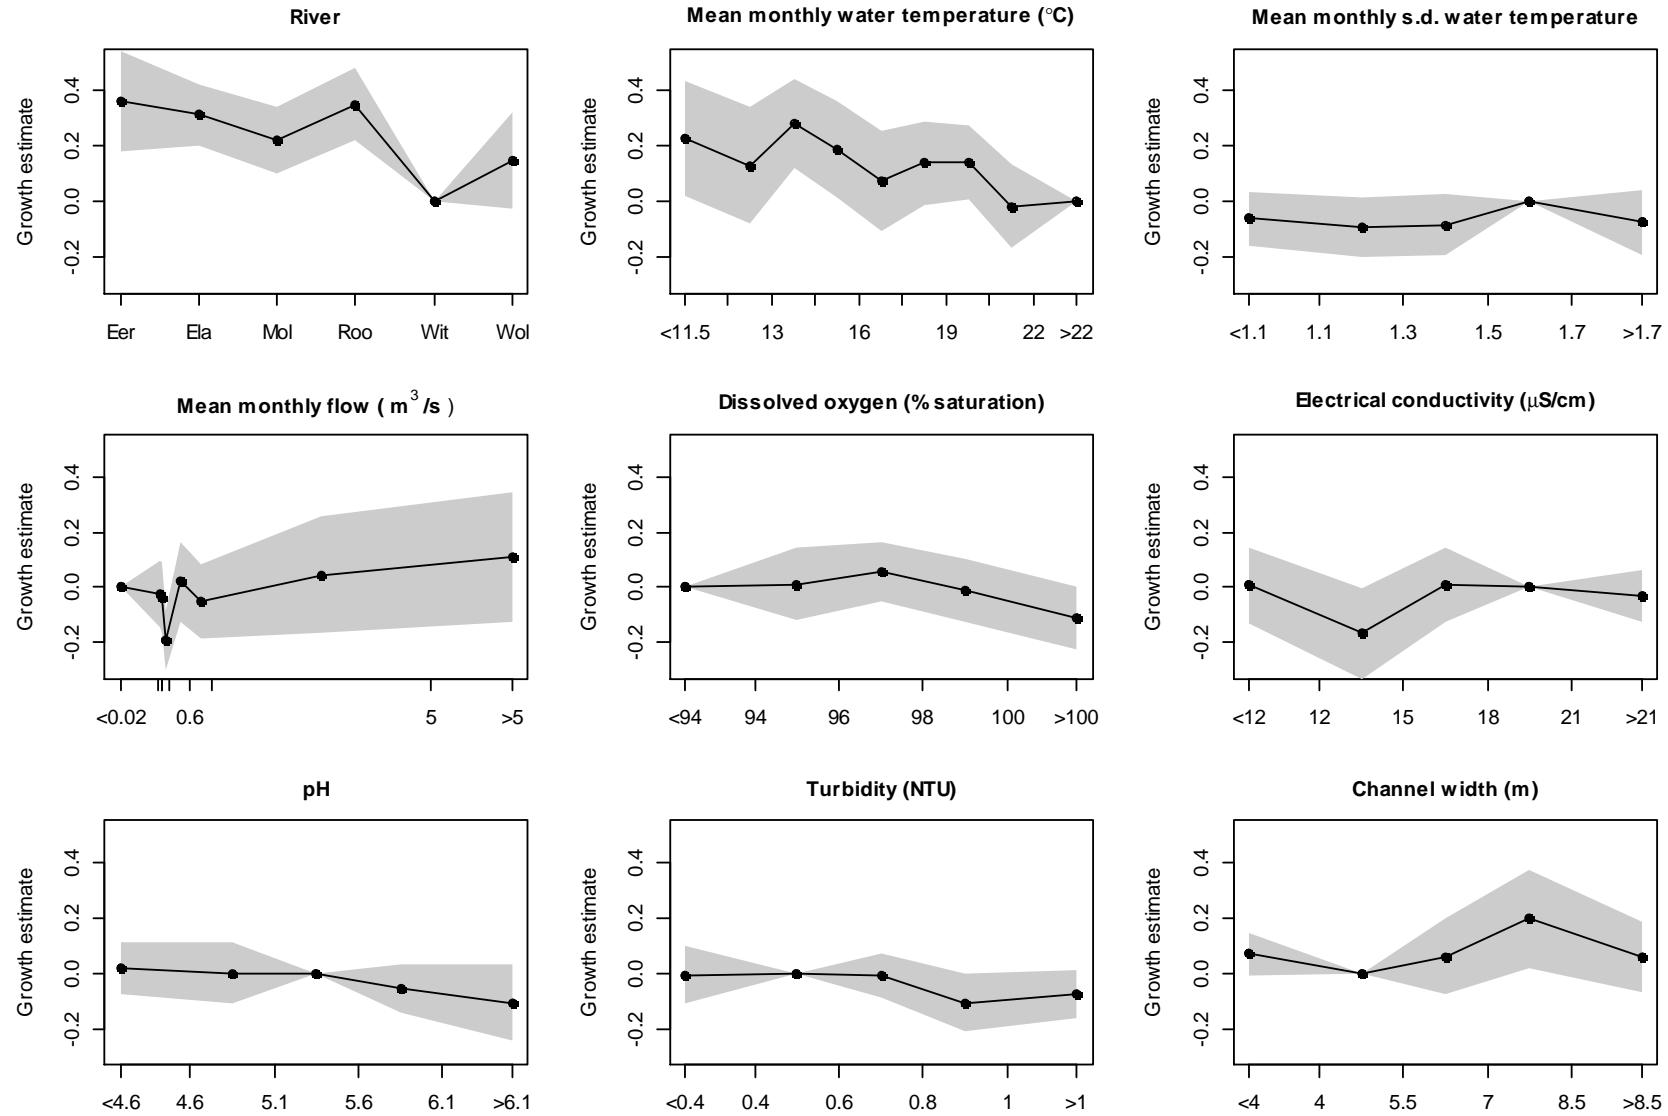 River
Growth estimate
0.4
0.2
0.0
-0.2
Eer Ela Mol Roo Wit Wol
Mean monthly water temperature (°C)
Growth estimate
0.4
0.2
0.0
-0.2
<11.5 13 16 19 22 >22
Mean monthly s.d. water temperature
Growth estimate
0.4
0.2
0.0
-0.2
<1.1 1.1 1.3 1.5 1.7 >1.7
Mean monthly flow ( m³/s )
Growth estimate
0.4
0.2
0.0
-0.2
<0.02 0.6 5 >5
Dissolved oxygen (% saturation)
Growth estimate
0.4
0.2
0.0
-0.2
<94 94 96 98 100 >100
Electrical conductivity (μS/cm)
Growth estimate
0.4
0.2
0.0
-0.2
<12 12 15 18 21 >21
pH
Growth estimate
0.4
0.2
0.0
-0.2
<4.6 4.6 5.1 5.6 6.1 >6.1
Turbidity (NTU)
Growth estimate
0.4
0.2
0.0
-0.2
<0.4 0.4 0.6 0.8 1 >1
Channel width (m)
Growth estimate
0.4
0.2
0.0
-0.2
<4 4 5.5 7 8.5 >8.5